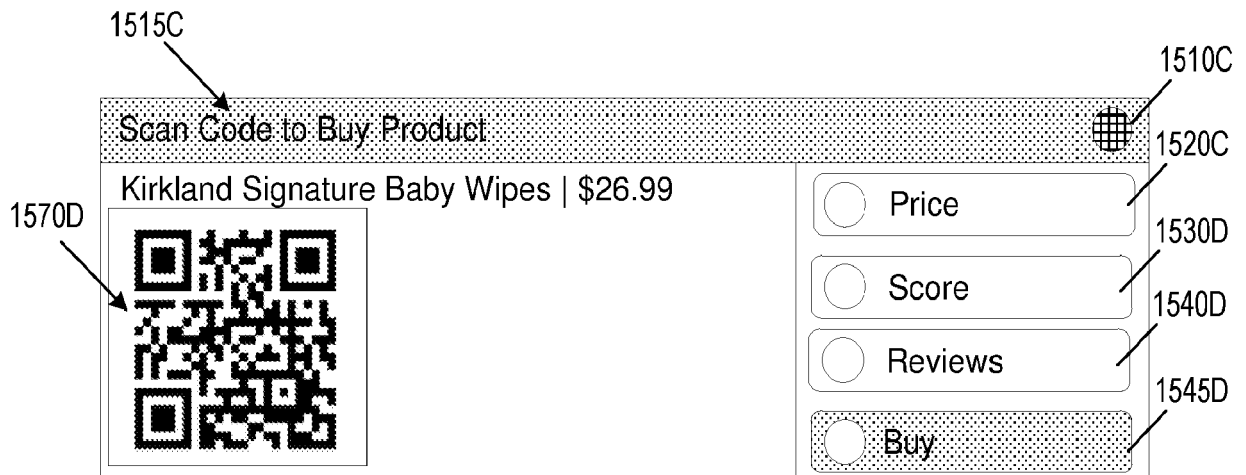 1515C
1510C
Scan Code to Buy Product
1520C
Kirkland Signature Baby Wipes | $26.99
Price
1570D
1530D
Score
1540D
Reviews
1545D
Buy